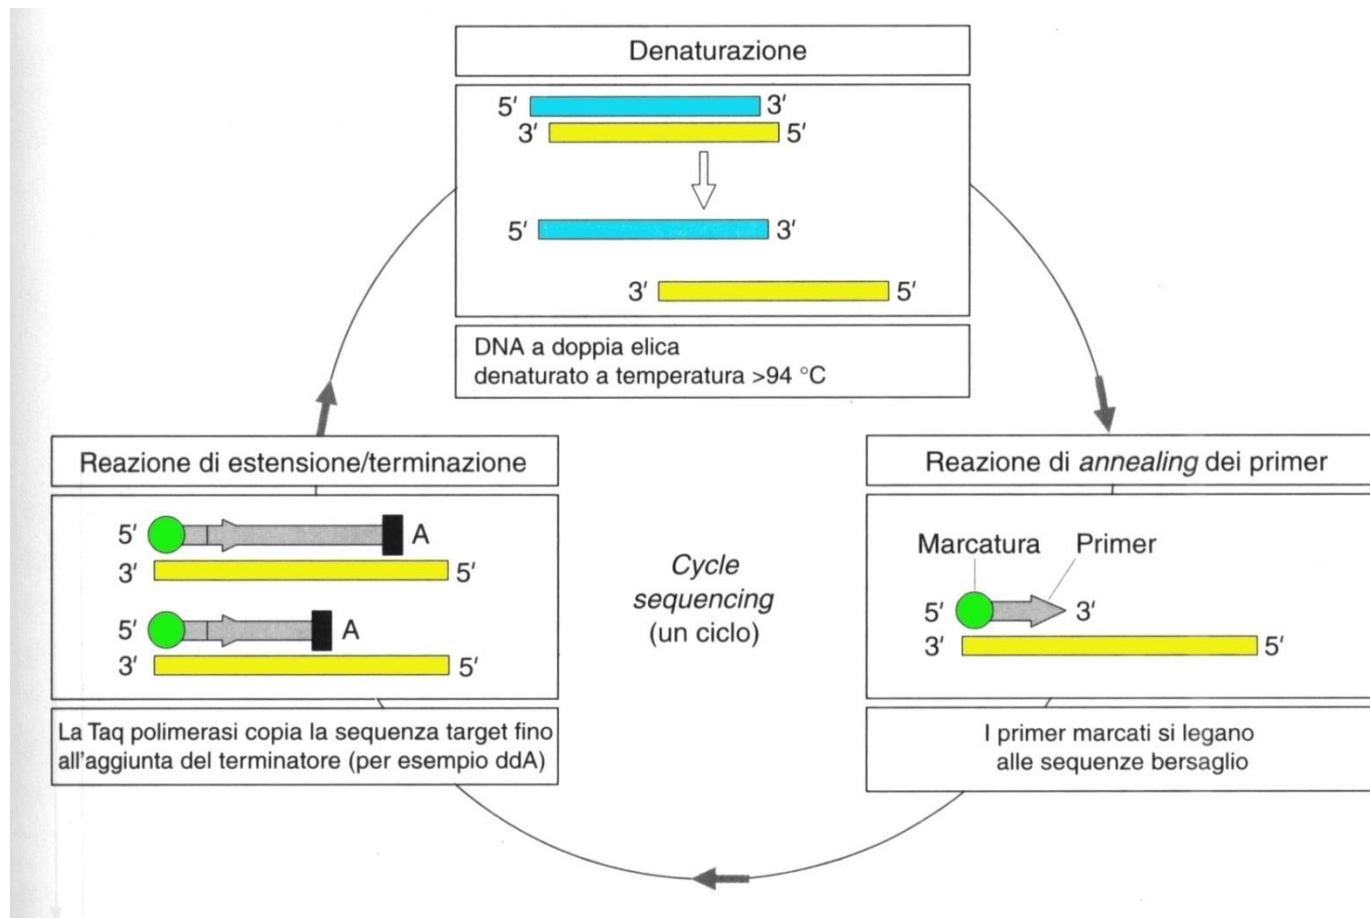 Denaturazione
5′ 3′
3′ 5′
5′ 3′
3′ 5′
DNA a doppia elica
denaturato a temperatura >94 °C
Reazione di annealing dei primer
Marcatura Primer
5′ 3′
3′ 5′
I primer marcati si legano
alle sequenze bersaglio
Reazione di estensione/terminazione
5′ A
3′ 5′
5′ A
3′ 5′
La Taq polimerasi copia la sequenza target fino
all'aggiunta del terminatore (per esempio ddA)
Cycle
sequencing
(un ciclo)